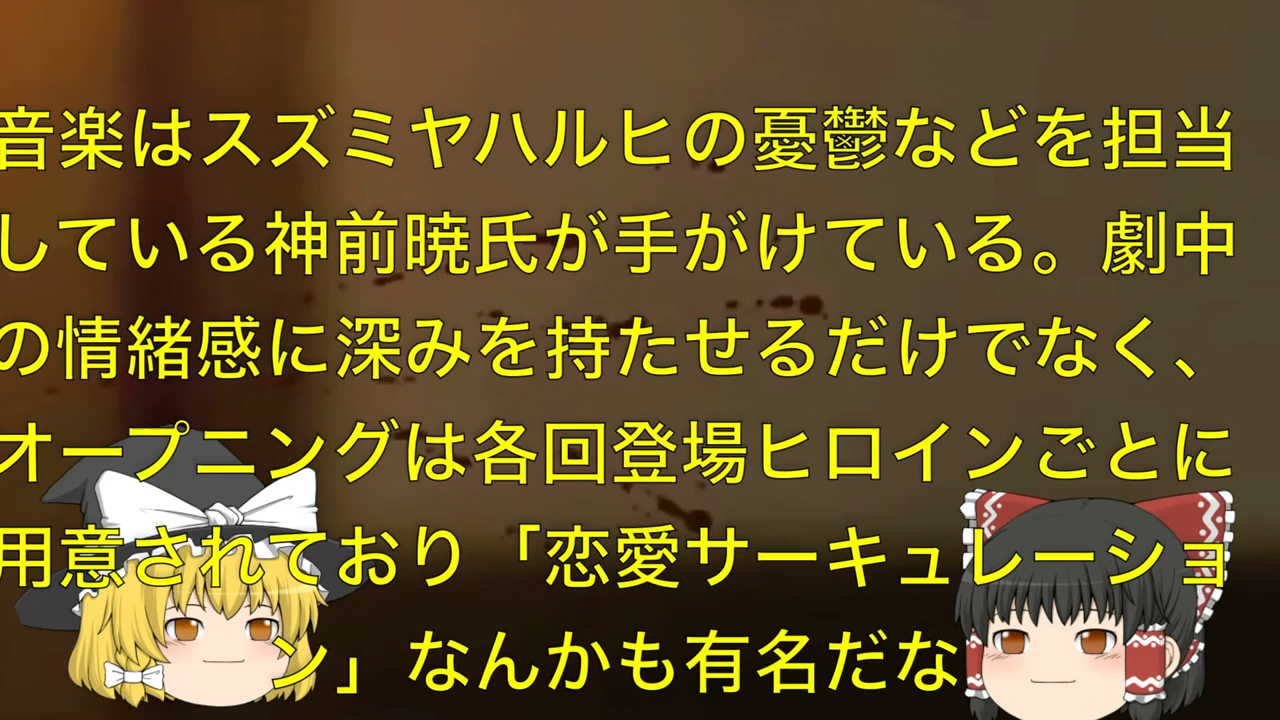 音楽はスズミヤハルヒの憂鬱などを担当
している神前暁氏が手がけている。劇中
の情緒感に深みを持たせるだけでなく、
オープニングは各回登場ヒロインごとに
用意されており「恋愛サーキュレーショ
ン」なんかも有名だな